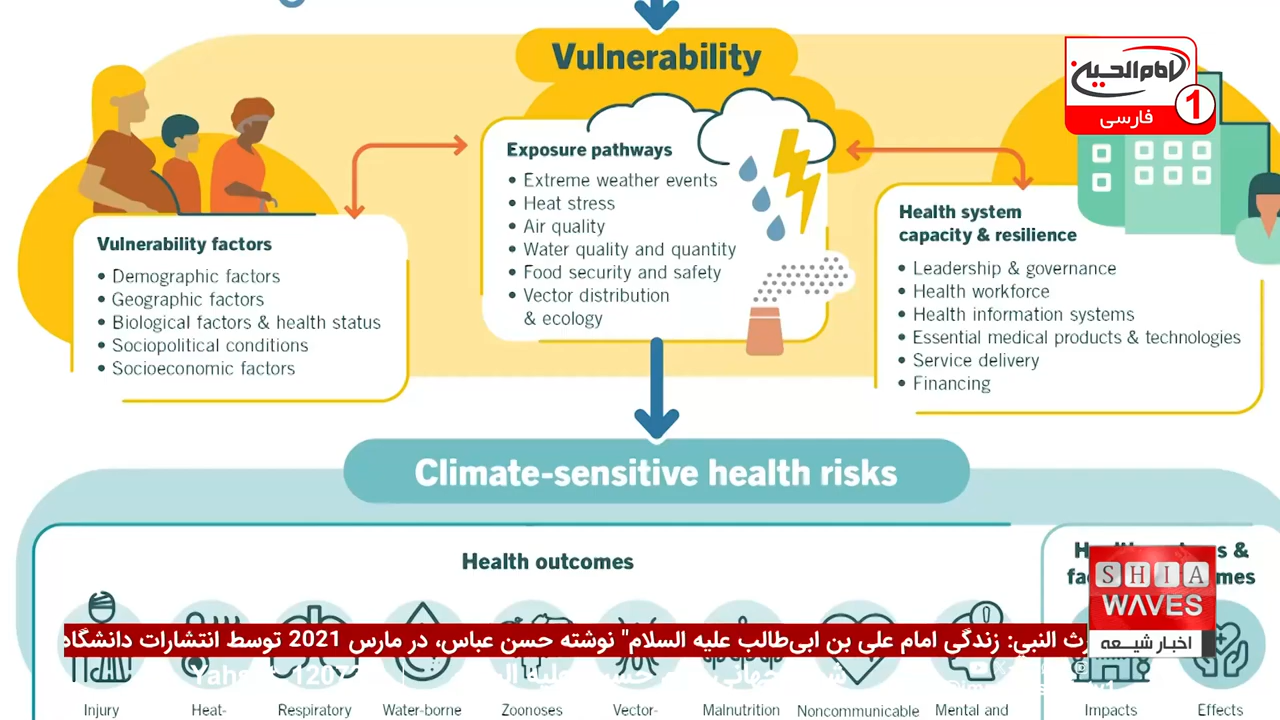 Vulnerability
امام الحسین
1
فارسی
Vulnerability factors
• Demographic factors
• Geographic factors
• Biological factors & health status
• Sociopolitical conditions
• Socioeconomic factors
Exposure pathways
• Extreme weather events
• Heat stress
• Air quality
• Water quality and quantity
• Food security and safety
• Vector distribution
& ecology
Health system
capacity & resilience
• Leadership & governance
• Health workforce
• Health information systems
• Essential medical products & technologies
• Service delivery
• Financing
Climate-sensitive health risks
Health outcomes
SHIA
WAVES
اخبار شیعه
رث النبي: زندگی امام علی بن ابی‌طالب علیه السلام" نوشته حسن عباس، در مارس 2021 توسط انتشارات دانشگاه
Injury
Heat-
Respiratory
Water-borne
Zoonoses
Vector-
Malnutrition
Noncommunicable
Mental and
Impacts
Effects